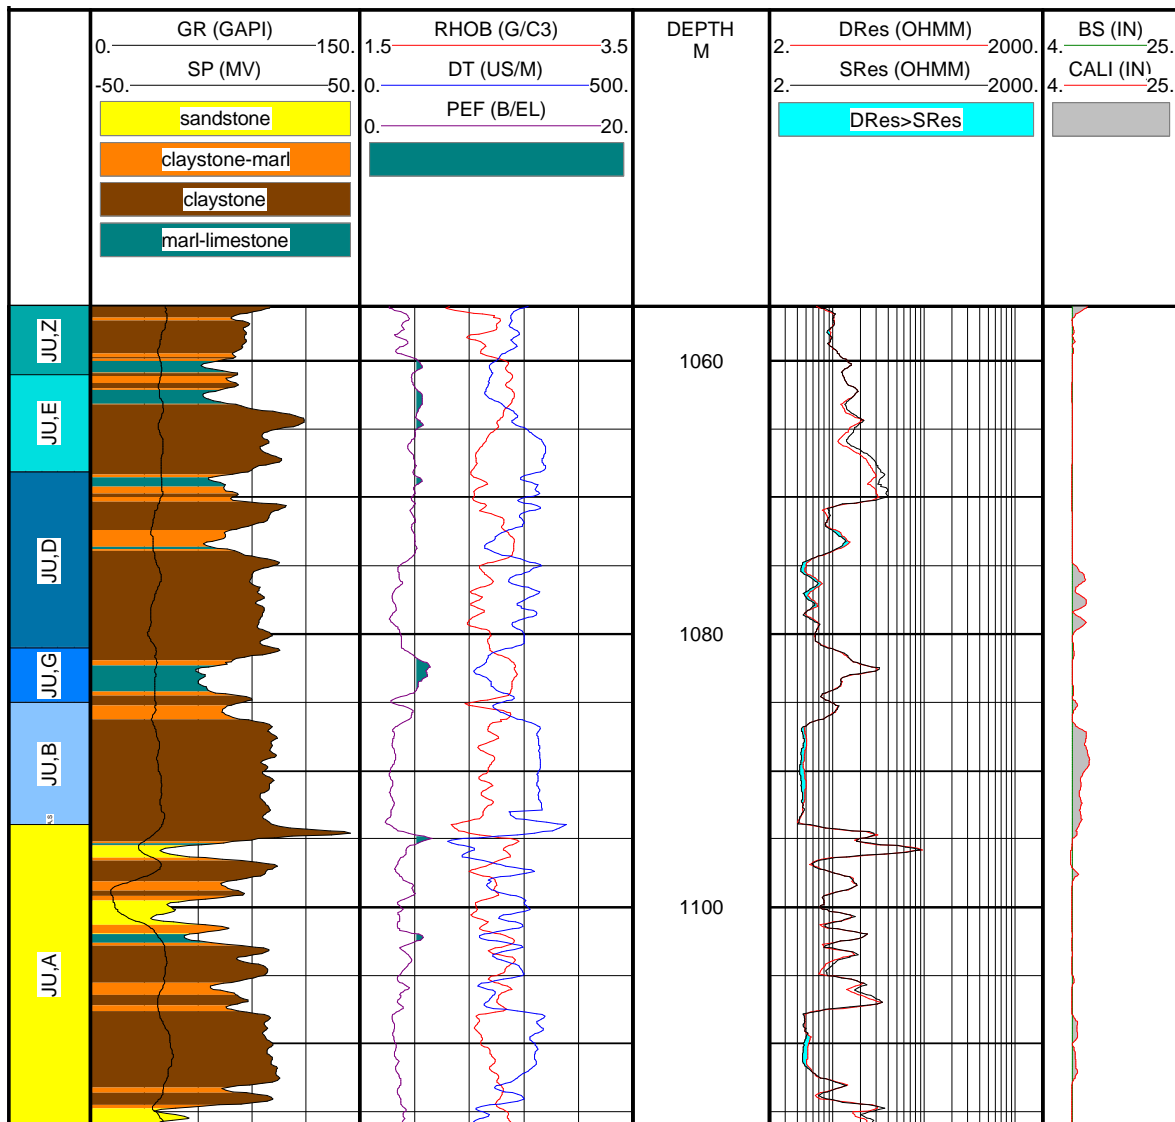 GR (GAPI)
0. 150.
SP (MV)
-50. 50.
sandstone
claystone-marl
claystone
marl-limestone
RHOB (G/C3)
1.5 3.5
DT (US/M)
0. 500.
PEF (B/EL)
0. 20.
DEPTH
M
DRes (OHMM)
2. 2000.
SRes (OHMM)
2. 2000.
DRes>SRes
BS (IN)
4. 25.
CALI (IN)
4. 25.
JU,Z
JU,E
JU,D
JU,G
JU,B
JU,A
1060
1080
1100